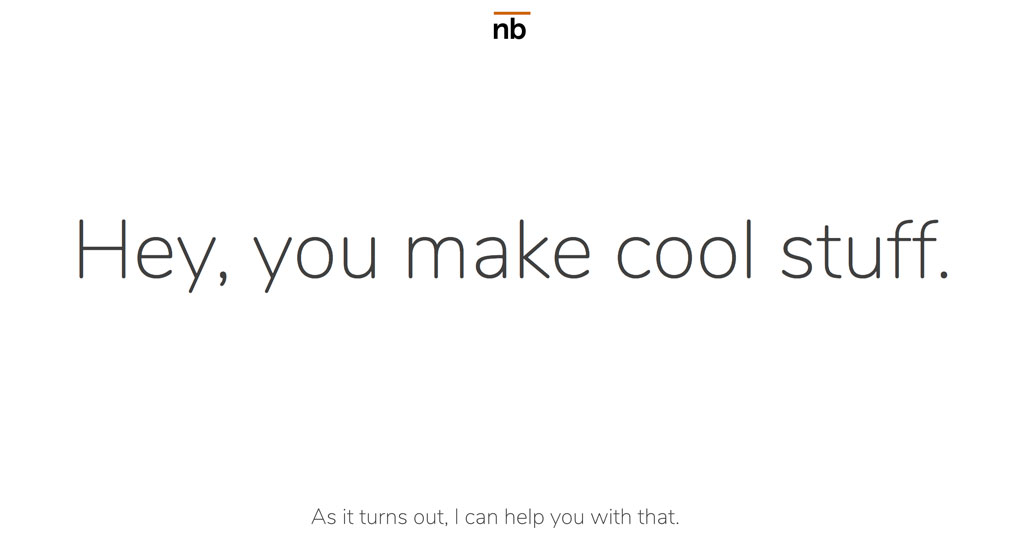 nb
Hey, you make cool stuff.
As it turns out, I can help you with that.